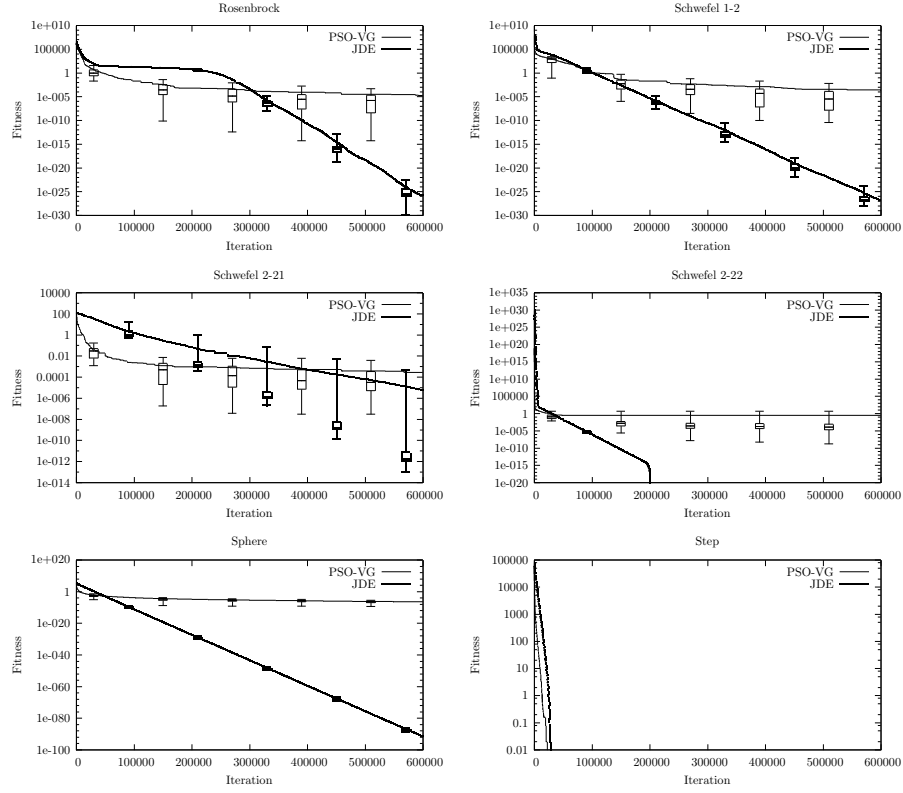 Rosenbrock
1e+010
100000
1
1e-005
1e-010
1e-015
1e-020
1e-025
1e-030
0 100000 200000 300000 400000 500000 600000
Fitness
Iteration
PSO-VG
JDE
Schwefel 1-2
1e+010
100000
1
1e-005
1e-010
1e-015
1e-020
1e-025
1e-030
0 100000 200000 300000 400000 500000 600000
Fitness
Iteration
PSO-VG
JDE
Schwefel 2-21
10000
100
1
0.01
0.0001
1e-006
1e-008
1e-010
1e-012
1e-014
0 100000 200000 300000 400000 500000 600000
Fitness
Iteration
PSO-VG
JDE
Schwefel 2-22
1e+035
1e+030
1e+025
1e+020
1e+015
1e+010
100000
1
1e-005
1e-010
1e-015
1e-020
0 100000 200000 300000 400000 500000 600000
Fitness
Iteration
PSO-VG
JDE
Sphere
1e+020
1
1e-020
1e-040
1e-060
1e-080
1e-100
0 100000 200000 300000 400000 500000 600000
Fitness
Iteration
PSO-VG
JDE
Step
100000
10000
1000
100
10
1
0.1
0.01
0 100000 200000 300000 400000 500000 600000
Fitness
Iteration
PSO-VG
JDE